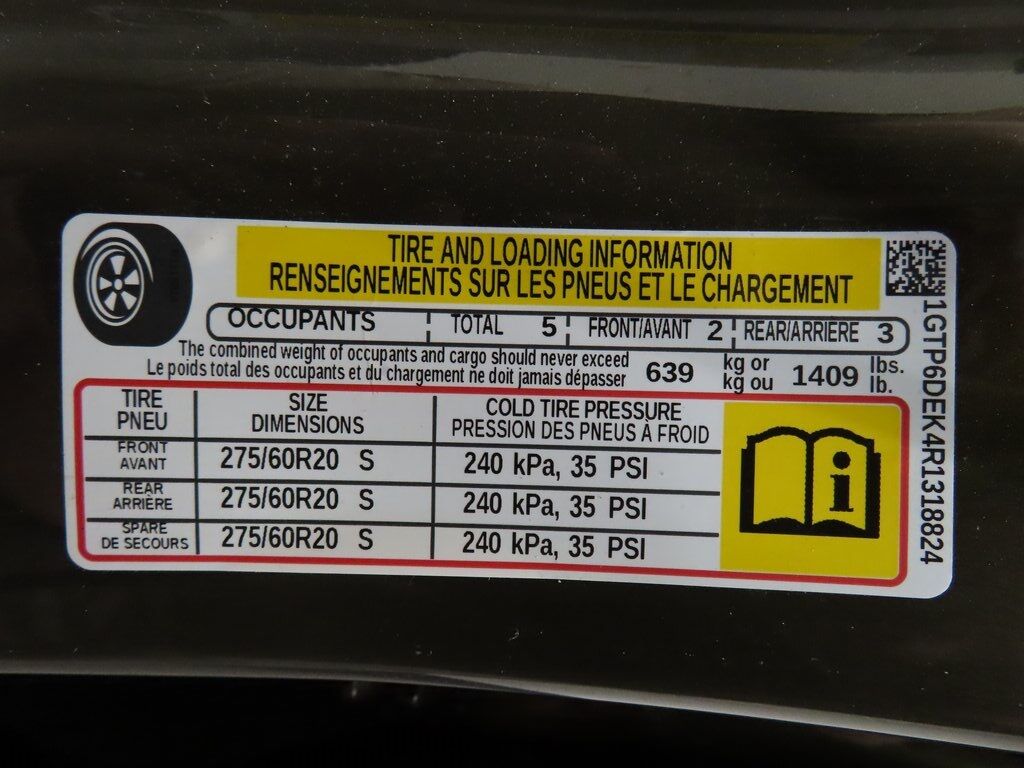 TIRE AND LOADING INFORMATION
RENSEIGNEMENTS SUR LES PNEUS ET LE CHARGEMENT
OCCUPANTS TOTAL 5 FRONT/AVANT 2 REAR/ARRIERE 3
The combined weight of occupants and cargo should never exceed 639 kg or 1409 lbs.
Le poids total des occupants et du chargement ne doit jamais dépasser kg ou lb.
TIRE SIZE COLD TIRE PRESSURE
PNEU DIMENSIONS PRESSION DES PNEUS À FROID
FRONT
AVANT 275/60R20 S 240 kPa, 35 PSI
REAR
ARRIÈRE 275/60R20 S 240 kPa, 35 PSI
SPARE
DE SECOURS 275/60R20 S 240 kPa, 35 PSI
i
1GTP6DEK4R1318824